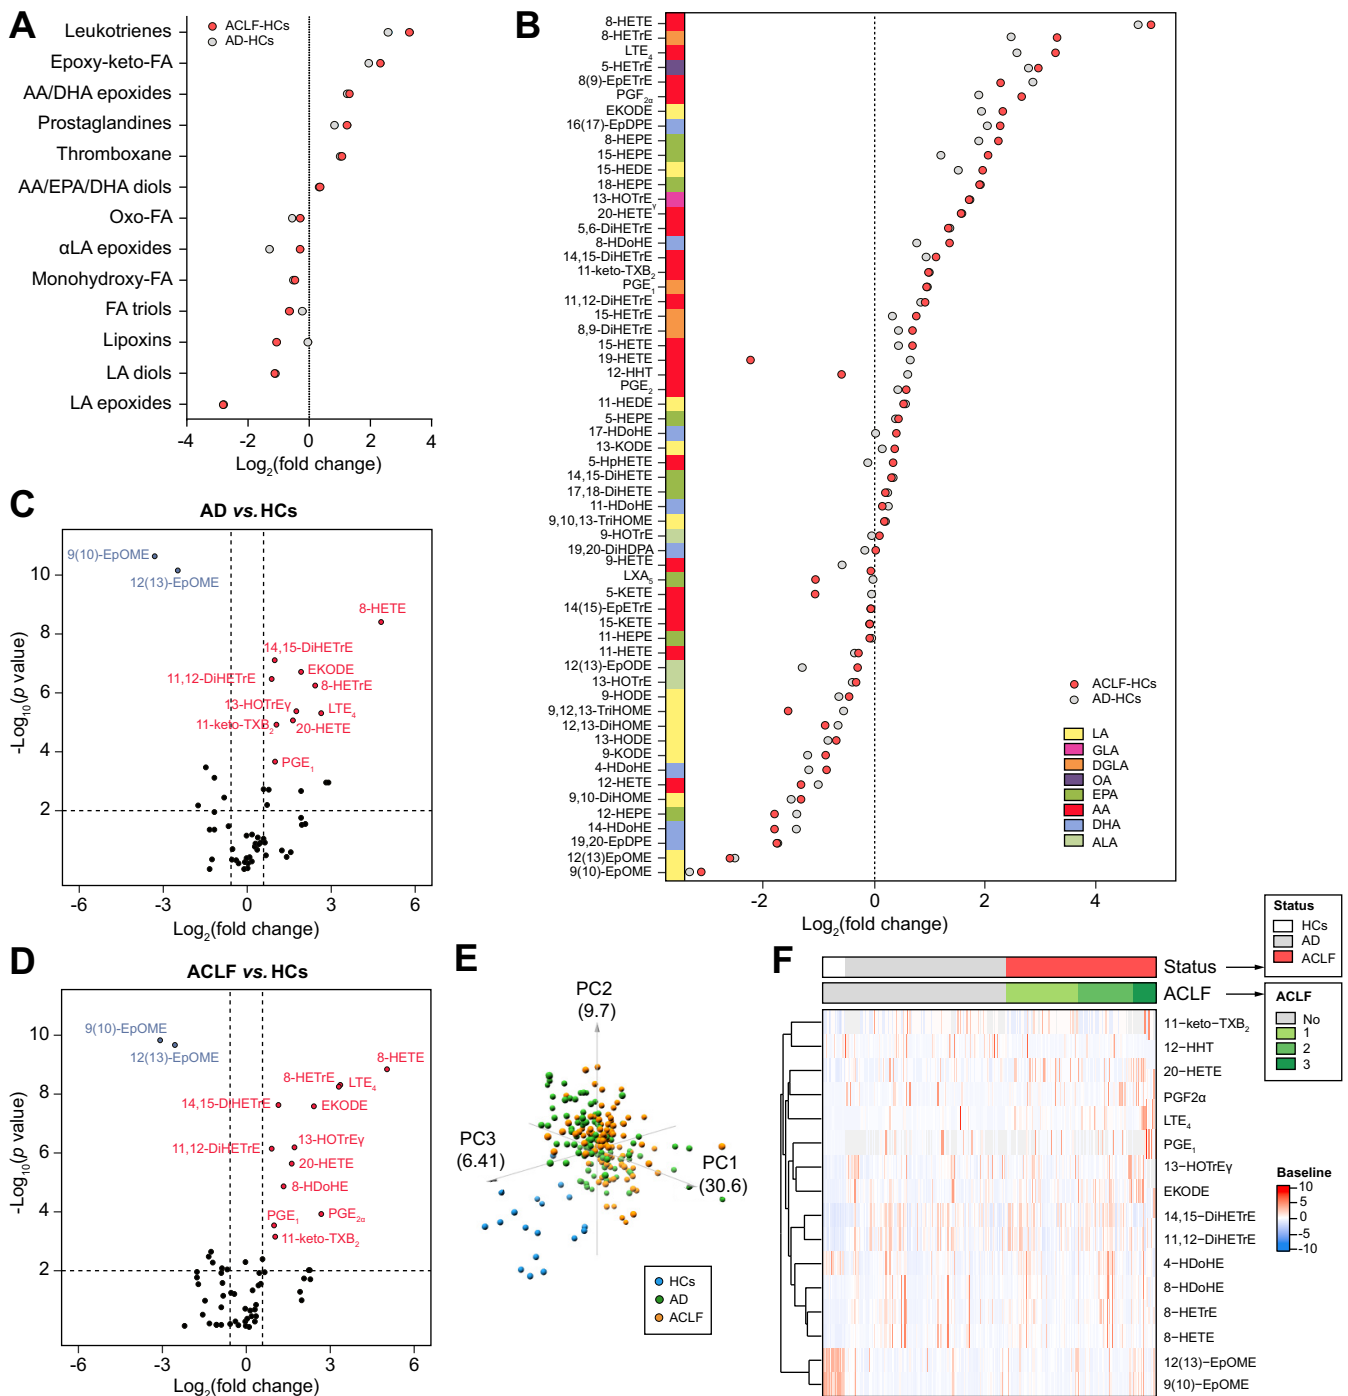 A
ACLF-HCs
AD-HCs
Leukotrienes
Epoxy-keto-FA
AA/DHA epoxides
Prostaglandines
Thromboxane
AA/EPA/DHA diols
Oxo-FA
αLA epoxides
Monohydroxy-FA
FA triols
Lipoxins
LA diols
LA epoxides
-4 -2 0 2 4
Log2(fold change)
B
8-HETE
8-HETrE
LTE4
5-HETrE
8(9)-EpETrE
PGF2α
EKODE
16(17)-EpDPE
8-HEPE
15-HEPE
15-HEDE
18-HEPE
13-HOTrEγ
20-HETE
5,6-DiHETrE
8-HDoHE
14,15-DiHETrE
11-keto-TXB2
PGE1
11,12-DiHETrE
15-HETrE
8,9-DiHETrE
15-HETE
19-HETE
12-HHT
PGE2
11-HEDE
5-HEPE
17-HDoHE
13-KODE
5-HpHETE
14,15-DiHETE
17,18-DiHETE
11-HDoHE
9,10,13-TriHOME
9-HOTrE
19,20-DiHDPA
9-HETE
LXA5
5-KETE
14(15)-EpETrE
15-KETE
11-HEPE
11-HETE
12(13)-EpODE
13-HOTrE
9-HODE
9,12,13-TriHOME
12,13-DiHOME
13-HODE
9-KODE
4-HDoHE
12-HETE
9,10-DiHOME
12-HEPE
14-HDoHE
19,20-EpDPE
12(13)EpOME
9(10)-EpOME
ACLF-HCs
AD-HCs
LA
GLA
DGLA
OA
EPA
AA
DHA
ALA
-2 0 2 4
Log2(fold change)
C
AD vs. HCs
9(10)-EpOME
12(13)-EpOME
8-HETE
14,15-DiHETrE
11,12-DiHETrE
EKODE
8-HETrE
13-HOTrEγ
LTE4
11-keto-TXB2
20-HETE
PGE1
10
8
6
4
2
-Log10(p value)
-6 -3 0 3 6
Log2(fold change)
D
ACLF vs. HCs
9(10)-EpOME
12(13)-EpOME
8-HETE
8-HETrE
LTE4
14,15-DiHETrE
EKODE
11,12-DiHETrE
13-HOTrEγ
20-HETE
8-HDoHE
PGE1
PGE2α
11-keto-TXB2
10
8
6
4
2
-Log10(p value)
-6 -3 0 3 6
Log2(fold change)
E
PC2
(9.7)
PC3
(6.41)
PC1
(30.6)
HCs
AD
ACLF
F
Status
ACLF
Status
HCs
AD
ACLF
ACLF
No
1
2
3
11−keto−TXB2
12−HHT
20−HETE
PGF2α
LTE4
PGE1
13−HOTrEγ
EKODE
14,15−DiHETrE
11,12−DiHETrE
4−HDoHE
8−HDoHE
8−HETrE
8−HETE
12(13)−EpOME
9(10)−EpOME
Baseline
10
5
0
-5
-10